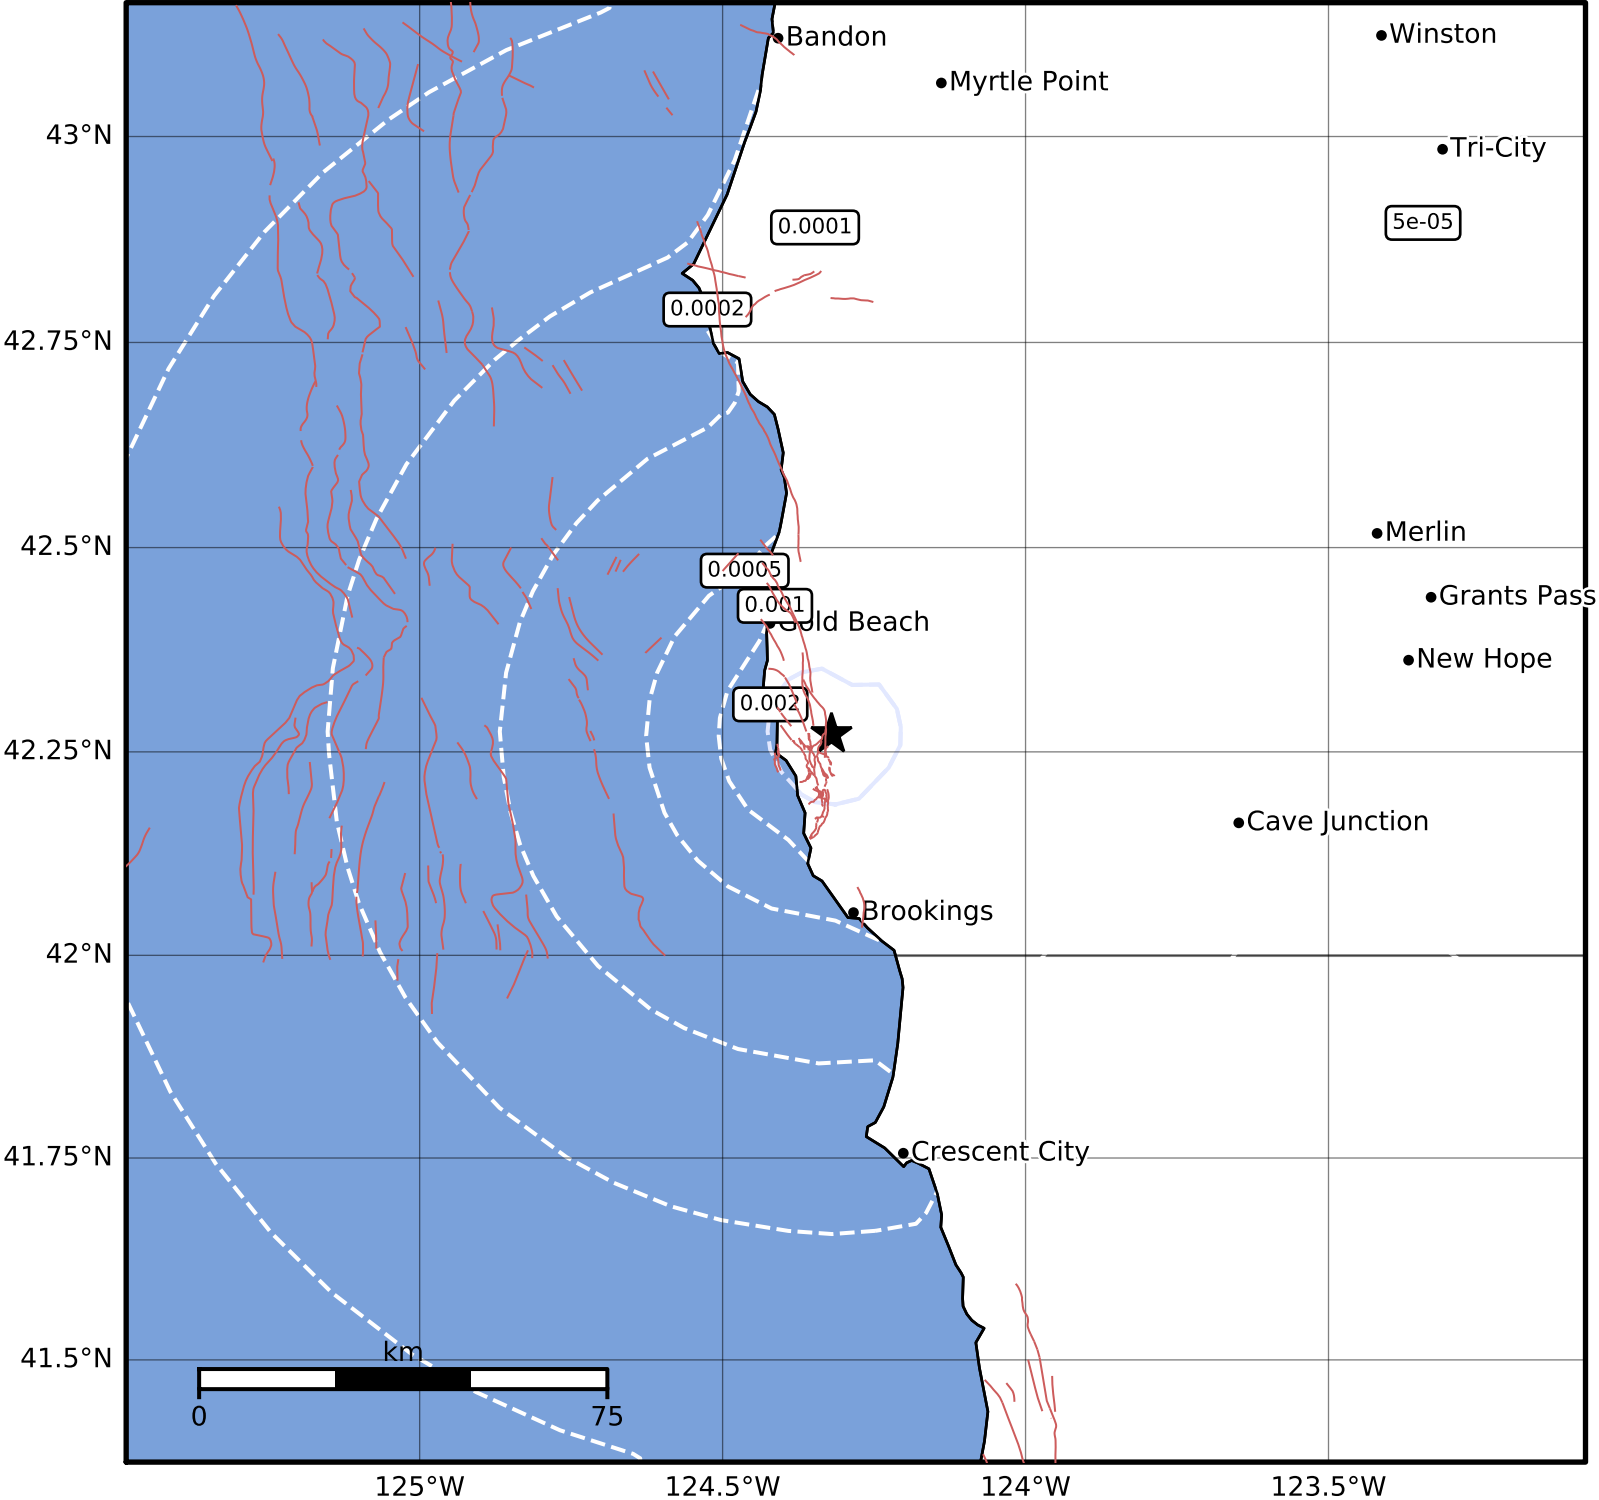 Bandon
Winston
Myrtle Point
43°N
Tri-City
0.0001
5e-05
0.0002
42.75°N
Merlin
42.5°N
0.0005
Grants Pass
0.001
Gold Beach
New Hope
0.002
42.25°N
Cave Junction
Brookings
42°N
Crescent City
41.75°N
km
41.5°N
0
75
125°W
124.5°W
124°W
123.5°W